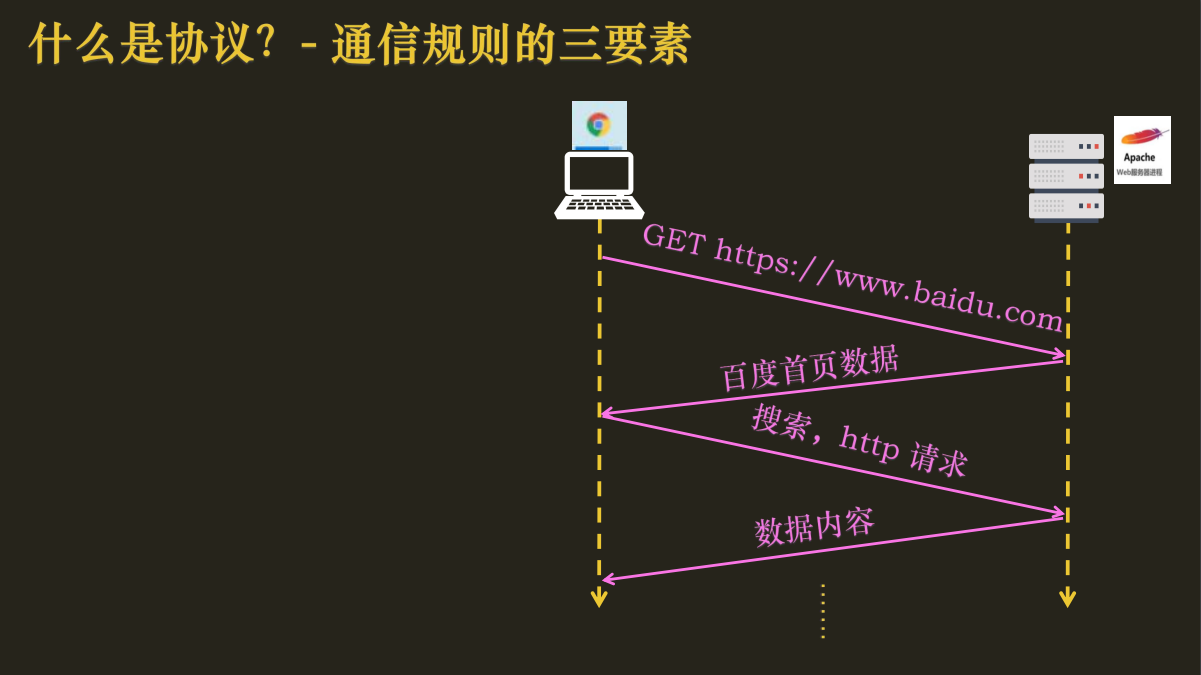 什么是协议？- 通信规则的三要素
Apache
Web服务器进程
GET https://www.baidu.com
百度首页数据
搜索，http 请求
数据内容